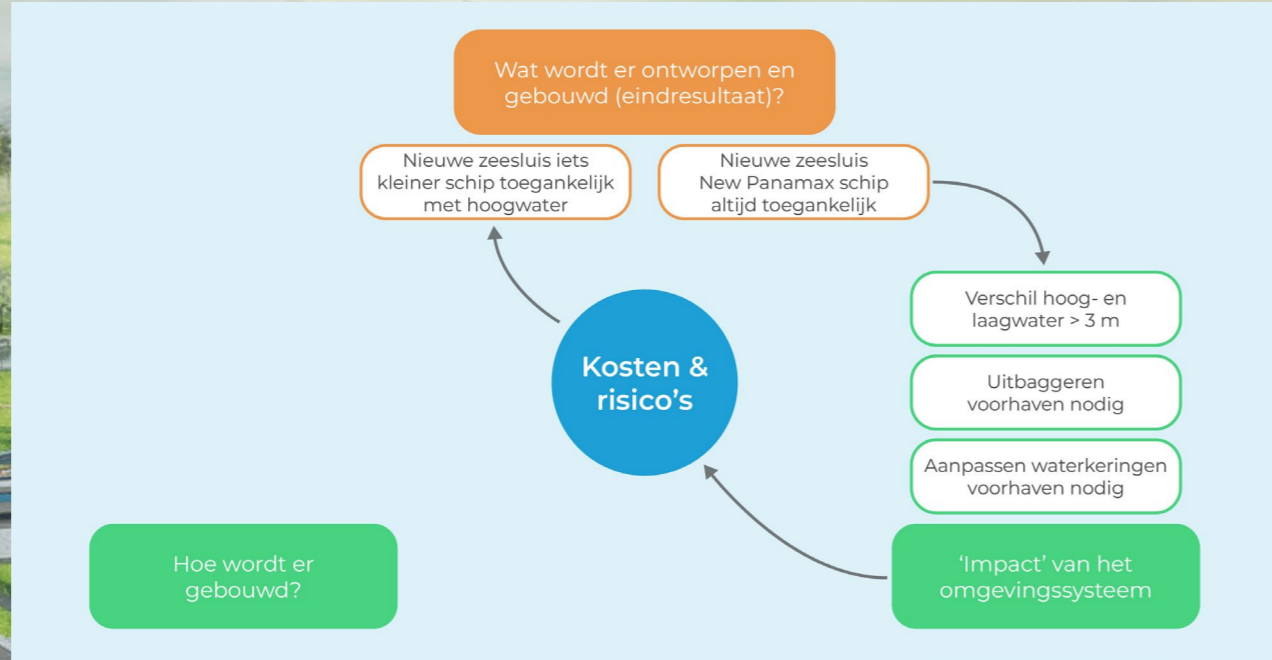 Wat wordt er ontworpen en
gebouwd (eindresultaat)?
Nieuwe zeesluis iets
kleiner schip toegankelijk
met hoogwater
Nieuwe zeesluis
New Panamax schip
altijd toegankelijk
Verschil hoog- en
laagwater > 3 m
Uitbaggeren
voorhaven nodig
Aanpassen waterkeringen
voorhaven nodig
Kosten &
risico’s
Hoe wordt er
gebouwd?
‘Impact’ van het
omgevingssysteem